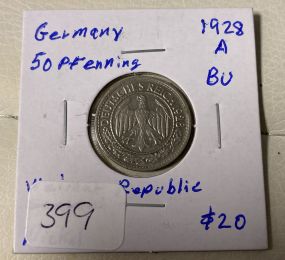 Germany 1928
50 Pfenning A
BU
DEUTSCHES REICH
Republic
399
$20